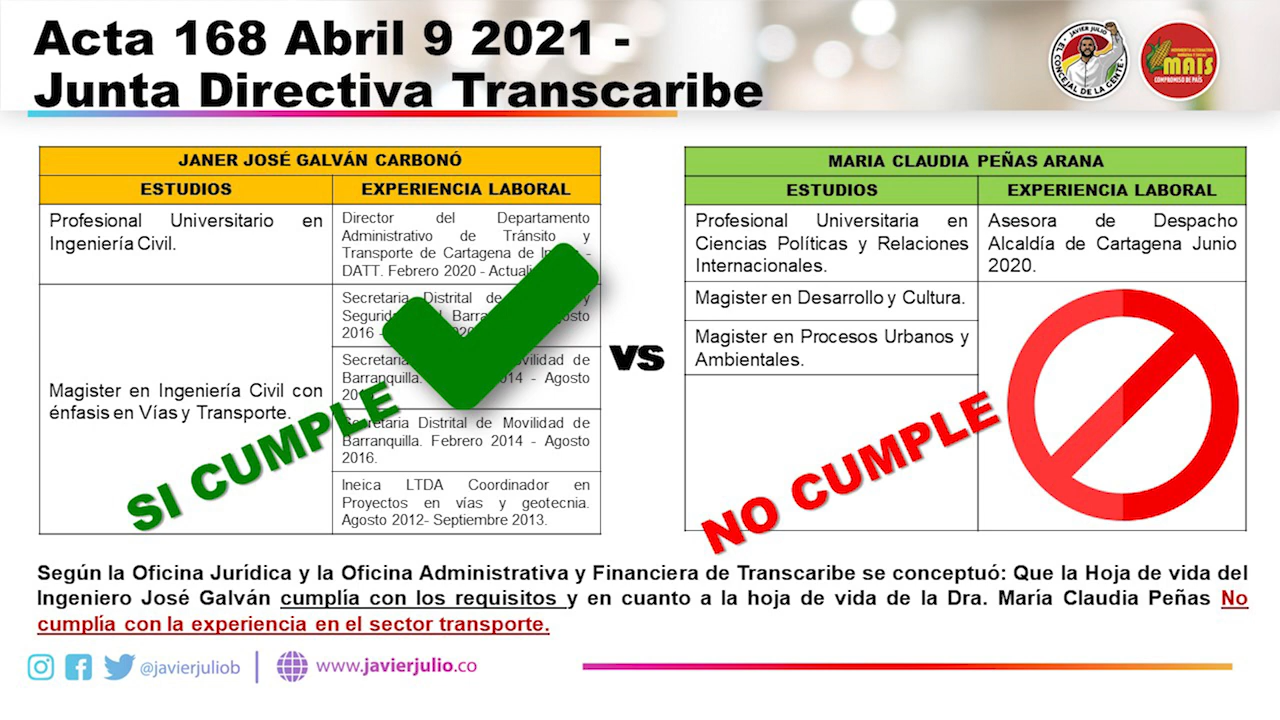 Acta 168 Abril 9 2021 -
Junta Directiva Transcaribe
JAVIER JULIO
EL CONCEJAL DE LA GENTE
MOVIMIENTO ALTERNATIVO
INDÍGENA Y SOCIAL
MAIS
COMPROMISO DE PAÍS
JANER JOSÉ GALVÁN CARBONÓ
ESTUDIOS
EXPERIENCIA LABORAL
Profesional Universitario en
Ingeniería Civil.
Director del Departamento
Administrativo de Tránsito y
Transporte de Cartagena de
DATT. Febrero 2020 -
Magister en Ingeniería Civil con
énfasis en Vías y Transporte.
Secretaria Distrital de y
2016 -
Barranquilla. - Agosto
Secretaria Distrital de Movilidad de
Barranquilla. Febrero 2014 - Agosto
2016.
Ineica LTDA Coordinador en
Proyectos en vías y geotecnia.
Agosto 2012- Septiembre 2013.
SI CUMPLE
VS
MARIA CLAUDIA PEÑAS ARANA
ESTUDIOS
EXPERIENCIA LABORAL
Profesional Universitaria en
Ciencias Políticas y Relaciones
Internacionales.
Asesora de Despacho
Alcaldía de Cartagena Junio
2020.
Magister en Desarrollo y Cultura.
Magister en Procesos Urbanos y
Ambientales.
NO CUMPLE
Según la Oficina Jurídica y la Oficina Administrativa y Financiera de Transcaribe se conceptuó: Que la Hoja de vida del
Ingeniero José Galván cumplía con los requisitos y en cuanto a la hoja de vida de la Dra. María Claudia Peñas No
cumplía con la experiencia en el sector transporte.
@javierjuliob
www.javierjulio.co